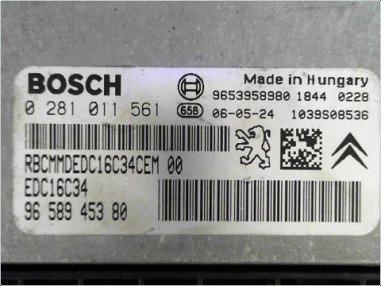 BOSCH
Made in Hungary
9653958980 1844 0228
0 281 011 561
656 06-05-24 1039S08536
RBCMMDEDC16C34CEM 00
EDC16C34
96 589 453 80